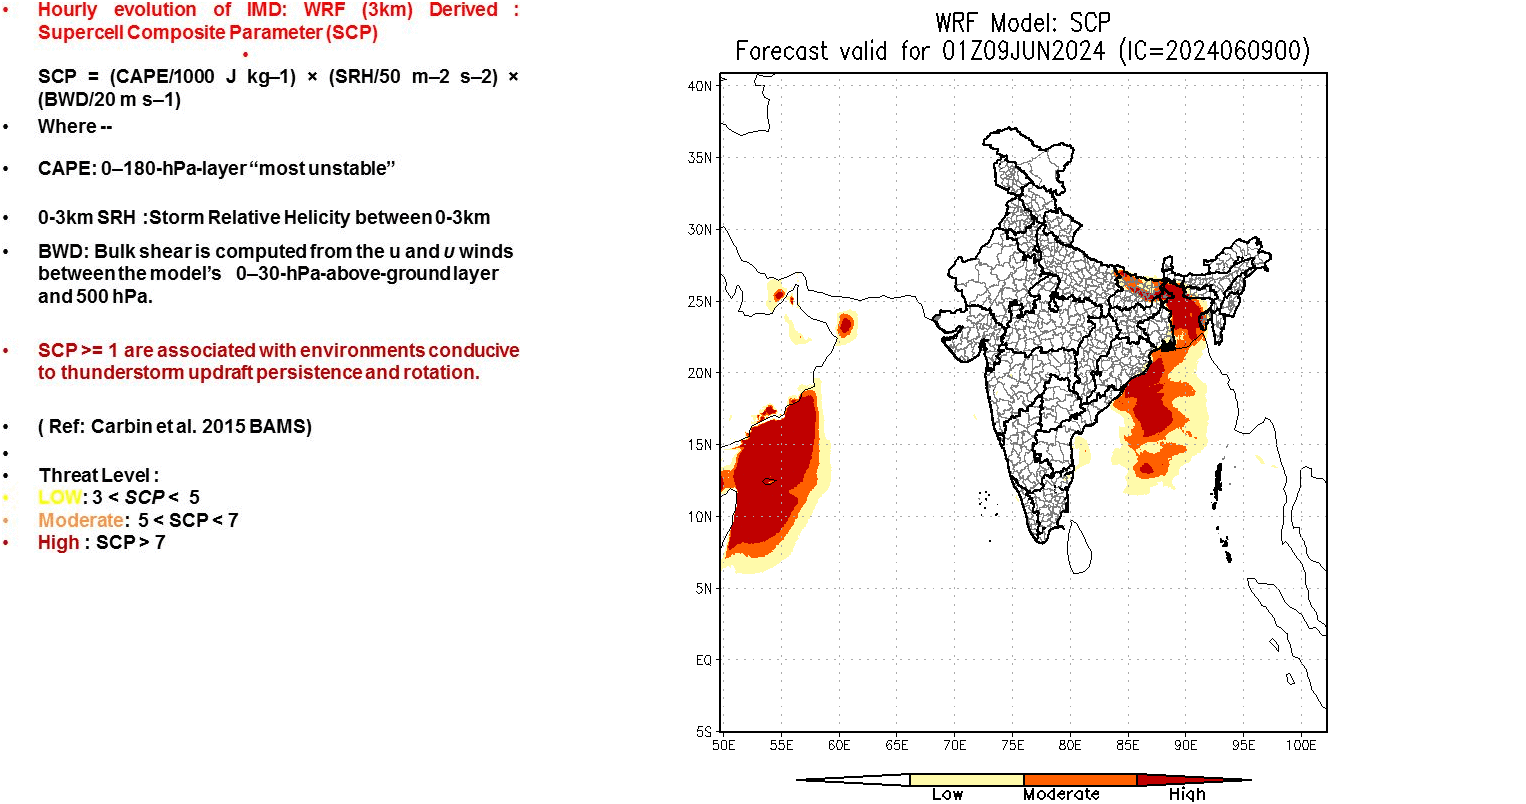 • Hourly evolution of IMD: WRF (3km) Derived :
Supercell Composite Parameter (SCP)
•
SCP = (CAPE/1000 J kg–1) × (SRH/50 m–2 s–2) ×
(BWD/20 m s–1)
• Where --
• CAPE: 0–180-hPa-layer “most unstable”
• 0-3km SRH :Storm Relative Helicity between 0-3km
• BWD: Bulk shear is computed from the u and υ winds
between the model’s 0–30-hPa-above-ground layer
and 500 hPa.
• SCP >= 1 are associated with environments conducive
to thunderstorm updraft persistence and rotation.
• ( Ref: Carbin et al. 2015 BAMS)
•
• Threat Level :
• LOW: 3 < SCP < 5
• Moderate: 5 < SCP < 7
• High : SCP > 7
WRF Model: SCP
Forecast valid for 01Z09JUN2024 (IC=2024060900)
40N
35N
30N
25N
20N
15N
10N
5N
EQ
5S
50E 55E 60E 65E 70E 75E 80E 85E 90E 95E 100E
Low Moderate High